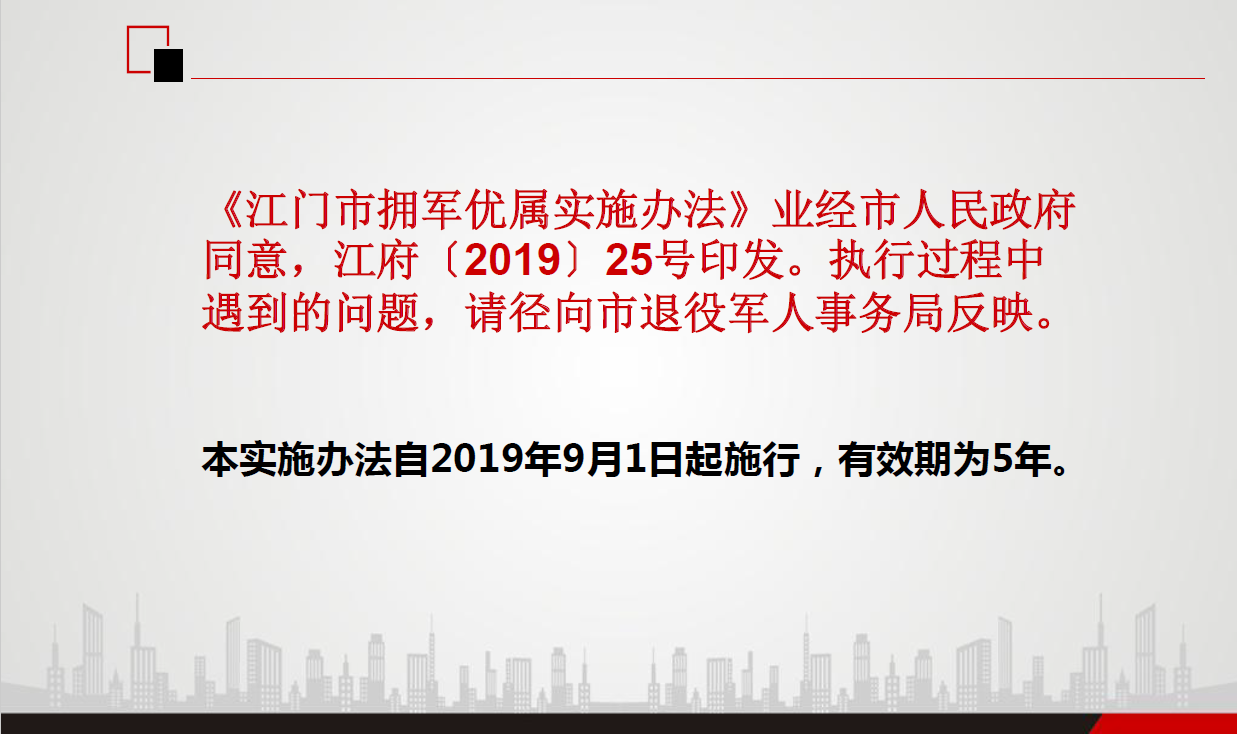 《江门市拥军优属实施办法》业经市人民政府
同意，江府〔2019〕25号印发。执行过程中
遇到的问题，请径向市退役军人事务局反映。
本实施办法自2019年9月1日起施行，有效期为5年。